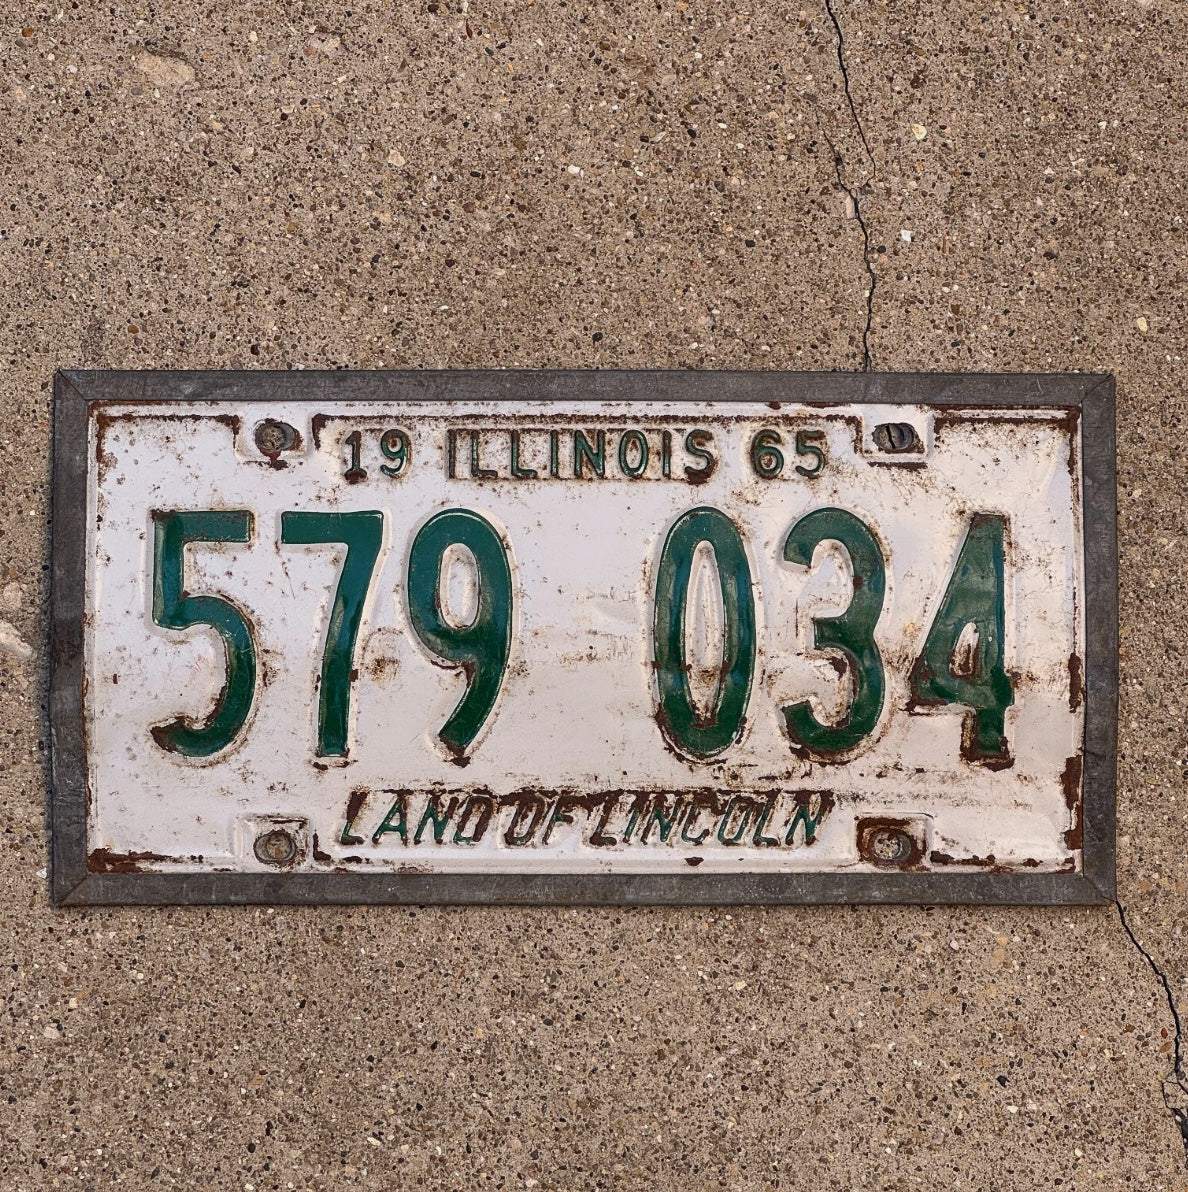 19 ILLINOIS 65
579 034
LAND OF LINCOLN